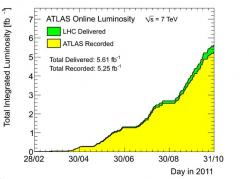 ATLAS Online Luminosity
√s = 7 TeV
LHC Delivered
ATLAS Recorded
Total Delivered: 5.61 fb⁻¹
Total Recorded: 5.25 fb⁻¹
Total Integrated Luminosity [fb⁻¹]
7
6
5
4
3
2
1
0
28/02 30/04 30/06 30/08 31/10
Day in 2011